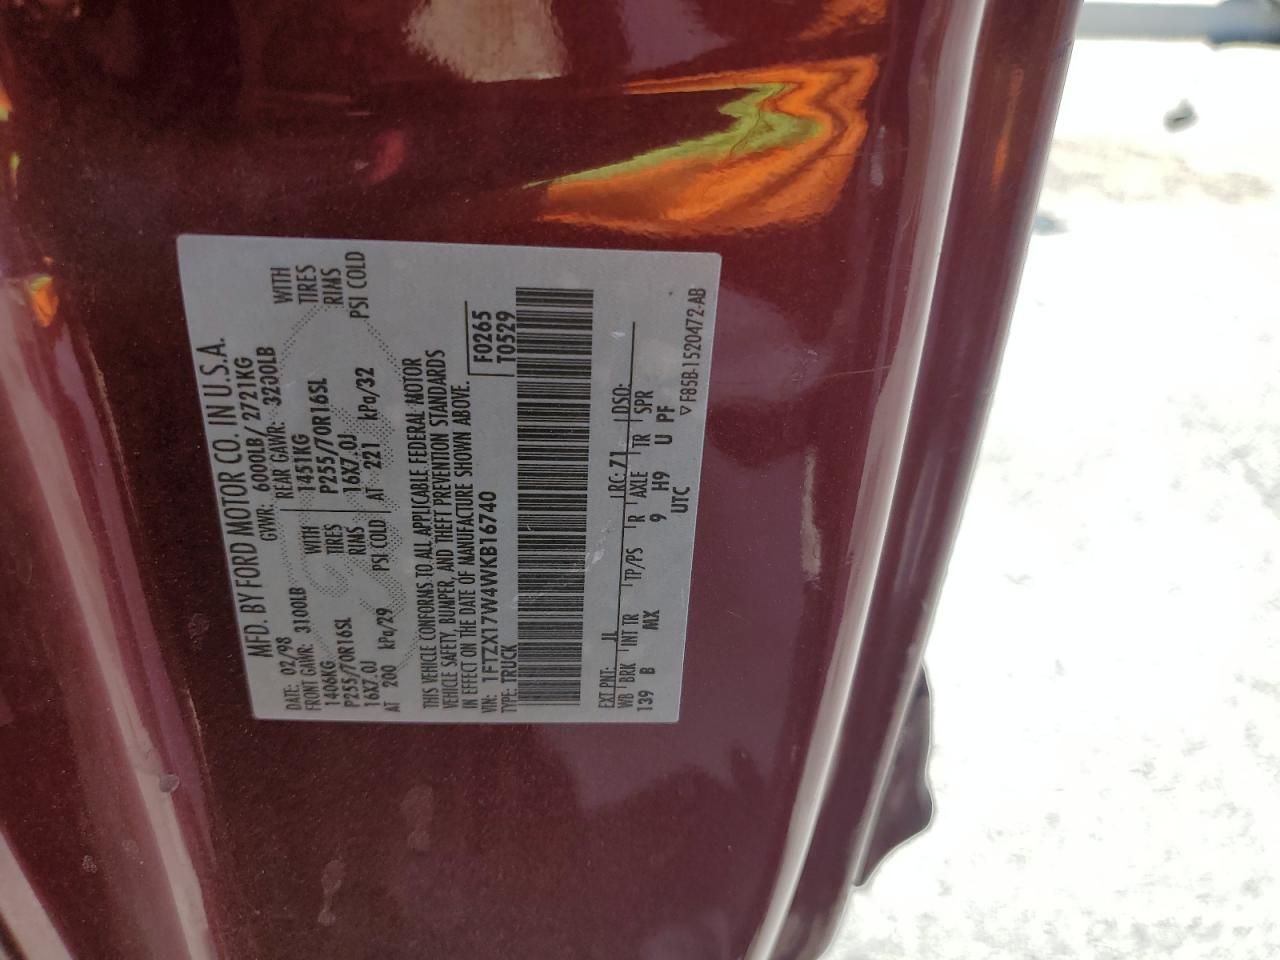 MFD. BY FORD MOTOR CO. IN U.S.A.
DATE: 02/98 GVWR: 6000LB/ 2721KG
FRONT GAWR: 3100LB REAR GAWR: 3200LB
1406KG WITH 1451KG WITH
P255/70R16SL TIRES P255/70R16SL TIRES
16X7.0J RIMS 16X7.0J RIMS
AT 200 kPa/29 PSI COLD AT 221 kPa/32 PSI COLD
THIS VEHICLE CONFORMS TO ALL APPLICABLE FEDERAL MOTOR
VEHICLE SAFETY, BUMPER, AND THEFT PREVENTION STANDARDS
IN EFFECT ON THE DATE OF MANUFACTURE SHOWN ABOVE.
VIN: 1FTZX17W4WKB16740 F0265
TYPE: TRUCK T0529
EXT PNT: JL RC: 71 DSO:
WB BRK INT TR TP/PS R AXLE TR SPR
139 B MX 9 H9 U PF
UTC
▽ F85B-1520472-AB